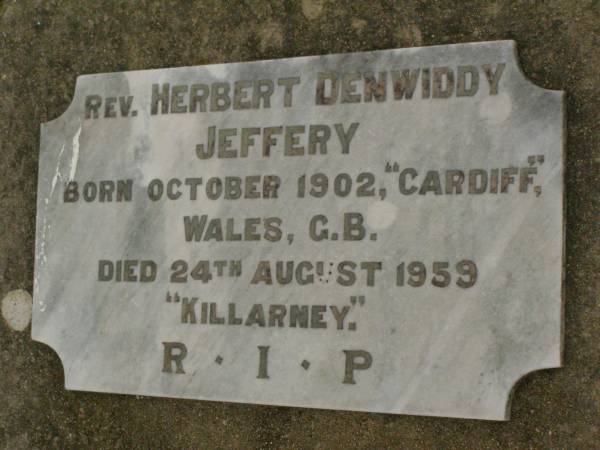 REV. HERBERT DENWIDDY
JEFFERY
BORN OCTOBER 1902, "CARDIFF,"
WALES, G.B.
DIED 24TH AUGUST 1959
"KILLARNEY."
R · I · P